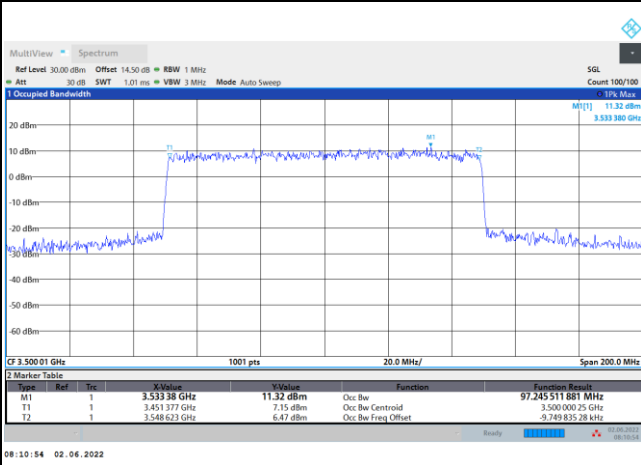 MultiView Spectrum
Ref Level 30.00 dBm Offset 14.50 dB RBW 1 MHz SGL
Att 30 dB SWT 1.01 ms VBW 3 MHz Mode Auto Sweep Count 100/100
1 Occupied Bandwidth 1Pk Max
M1[1] 11.32 dBm
3.533 380 GHz
20 dBm
M1
T1 T2
10 dBm
0 dBm
-10 dBm
-20 dBm
-30 dBm
-40 dBm
-50 dBm
-60 dBm
CF 3.500 01 GHz 1001 pts 20.0 MHz/ Span 200.0 MHz
2 Marker Table
Type Ref Trc X-Value Y-Value Function Function Result
M1 1 3.533 38 GHz 11.32 dBm Occ Bw 97.245 511 881 MHz
T1 1 3.451 377 GHz 7.15 dBm Occ Bw Centroid 3.500 000 25 GHz
T2 1 3.548 623 GHz 6.47 dBm Occ Bw Freq Offset -9.749 835 28 kHz
Ready 02.06.2022
08:10:54
08:10:54 02.06.2022